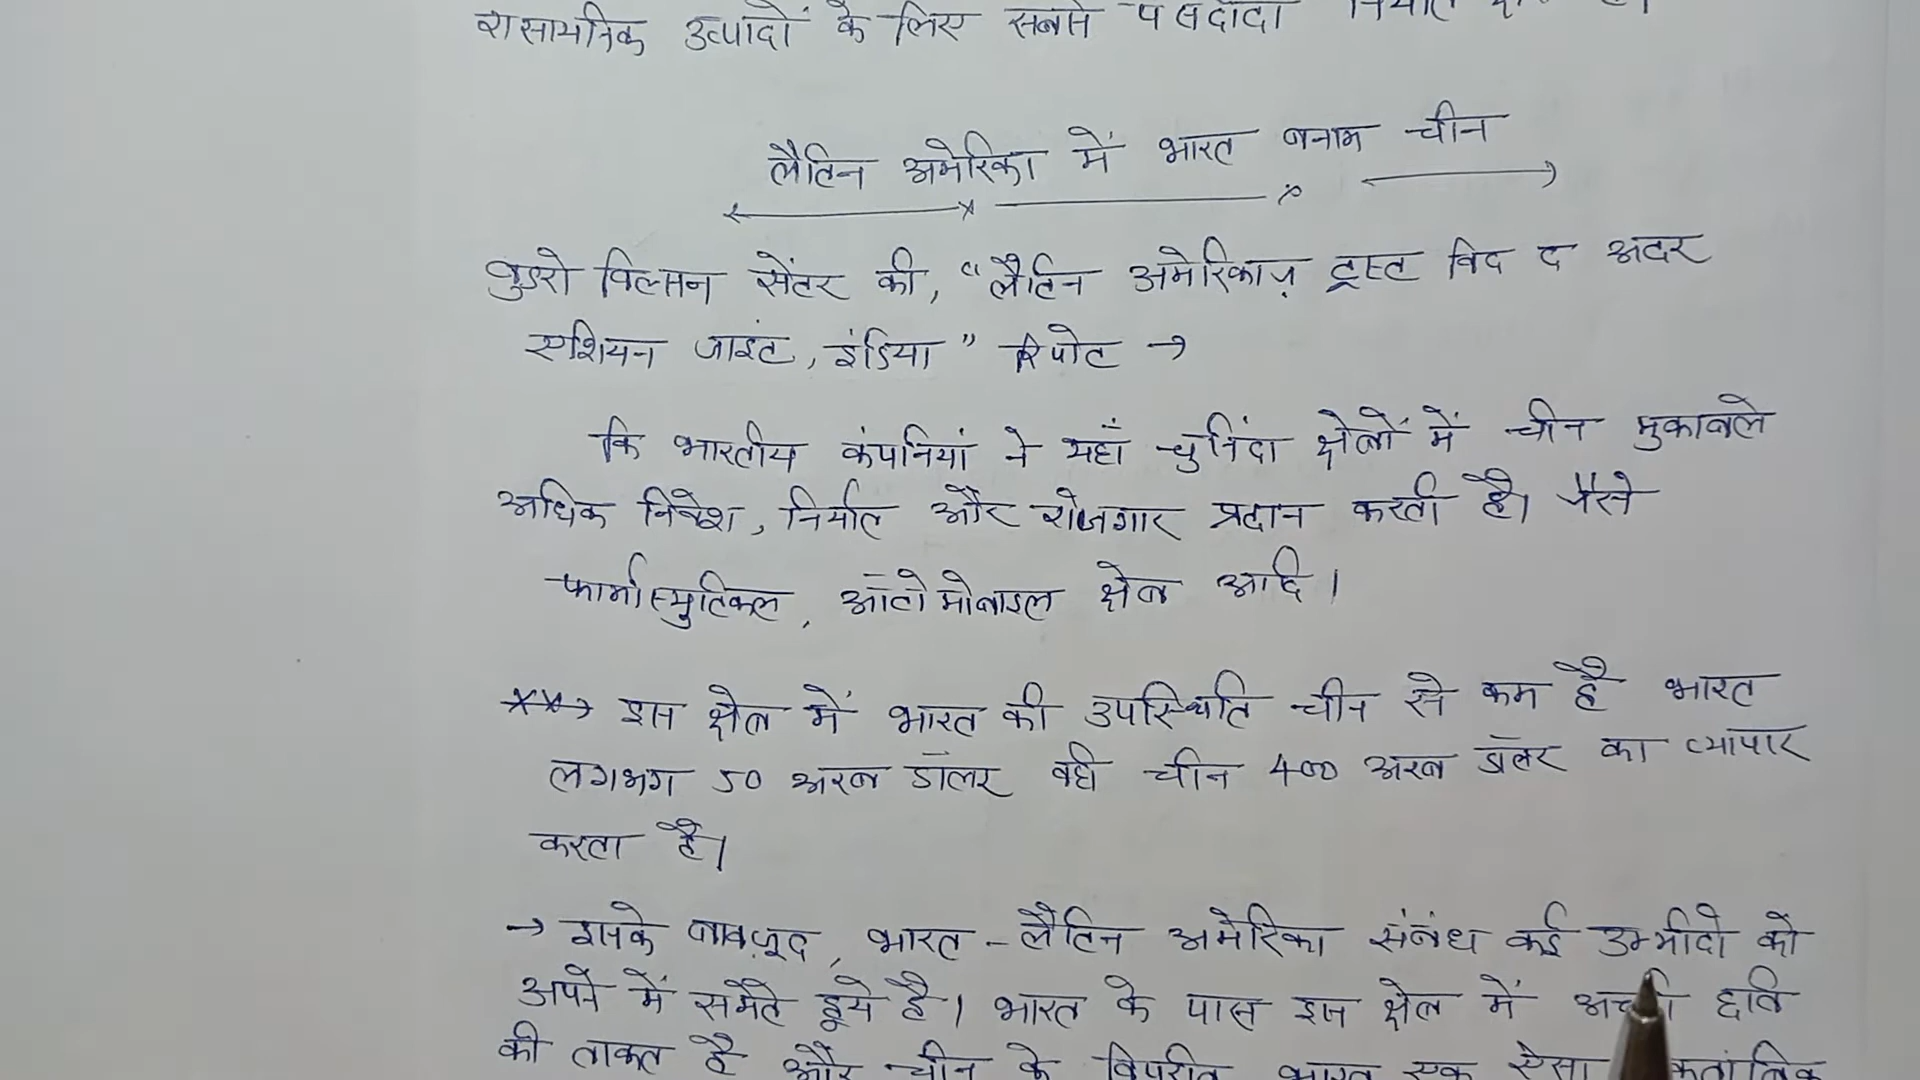 रासायनिक उत्पादों के लिए सबसे
लैटिन अमेरिका में भारत बनाम चीन
वुडरो विल्सन सेंटर की, “लैटिन अमेरिकाज़ ट्रस्ट विद द अदर
एशियन जाइंट, इंडिया” रिपोट →
कि भारतीय कंपनियां ने यहाँ चुनिंदा क्षेत्रों में चीन मुकाबले
अधिक निवेश, निर्यात और रोजगार प्रदान करती है। जैसे
फार्मास्युटिकल, ऑटोमोबाइल क्षेत्र आदि।
**→ इस क्षेत्र में भारत की उपस्थिति चीन से कम है भारत
लगभग 50 अरब डॉलर वही चीन 400 अरब डॉलर का व्यापार
करता है।
→ इसके बावजूद, भारत - लैटिन अमेरिका संबंध कई उम्मीदो को
अपने में समेटे हुये है। भारत के पास इस क्षेत्र में छवि
की ताकत है और चीन के विपरीत भारत एक ऐसा